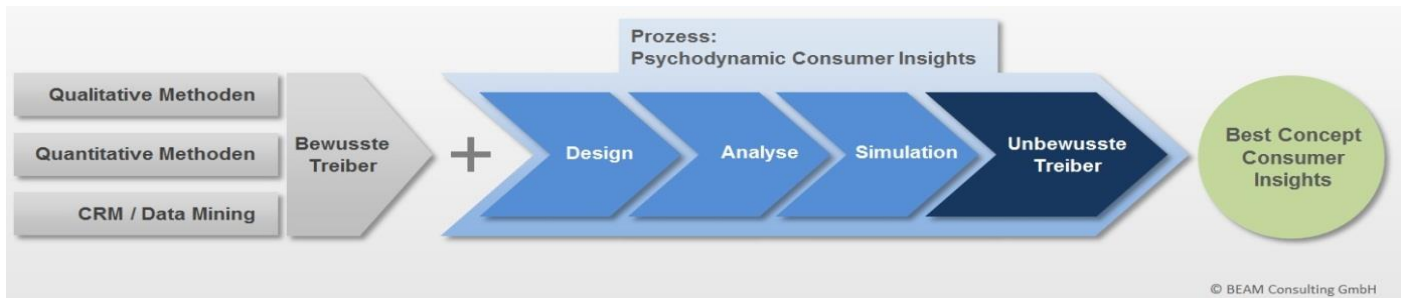 Prozess:
Psychodynamic Consumer Insights
Qualitative Methoden
Quantitative Methoden
CRM / Data Mining
Bewusste
Treiber
+
Design
Analyse
Simulation
Unbewusste
Treiber
Best Concept
Consumer
Insights
© BEAM Consulting GmbH